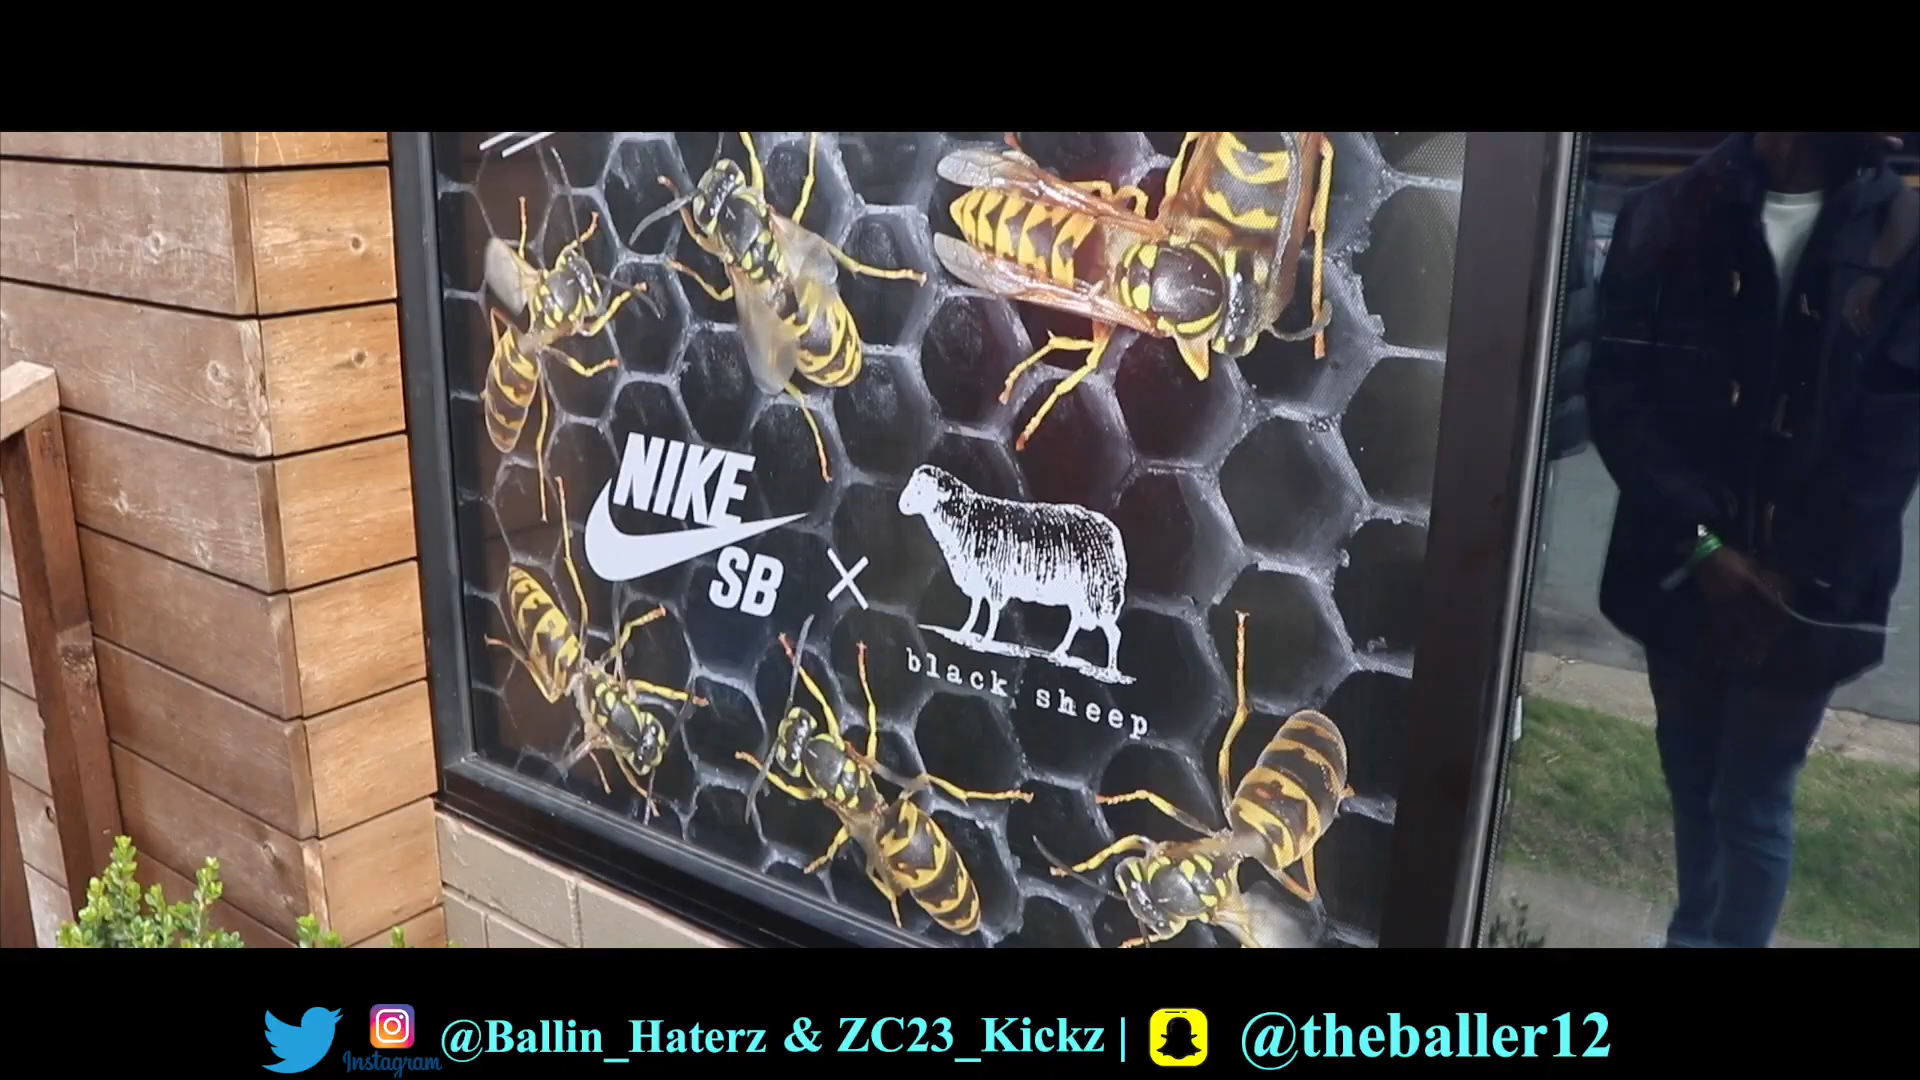 NIKE
SB
X
black sheep
Instagram
@Ballin_Haterz & ZC23_Kickz |
@theballer12